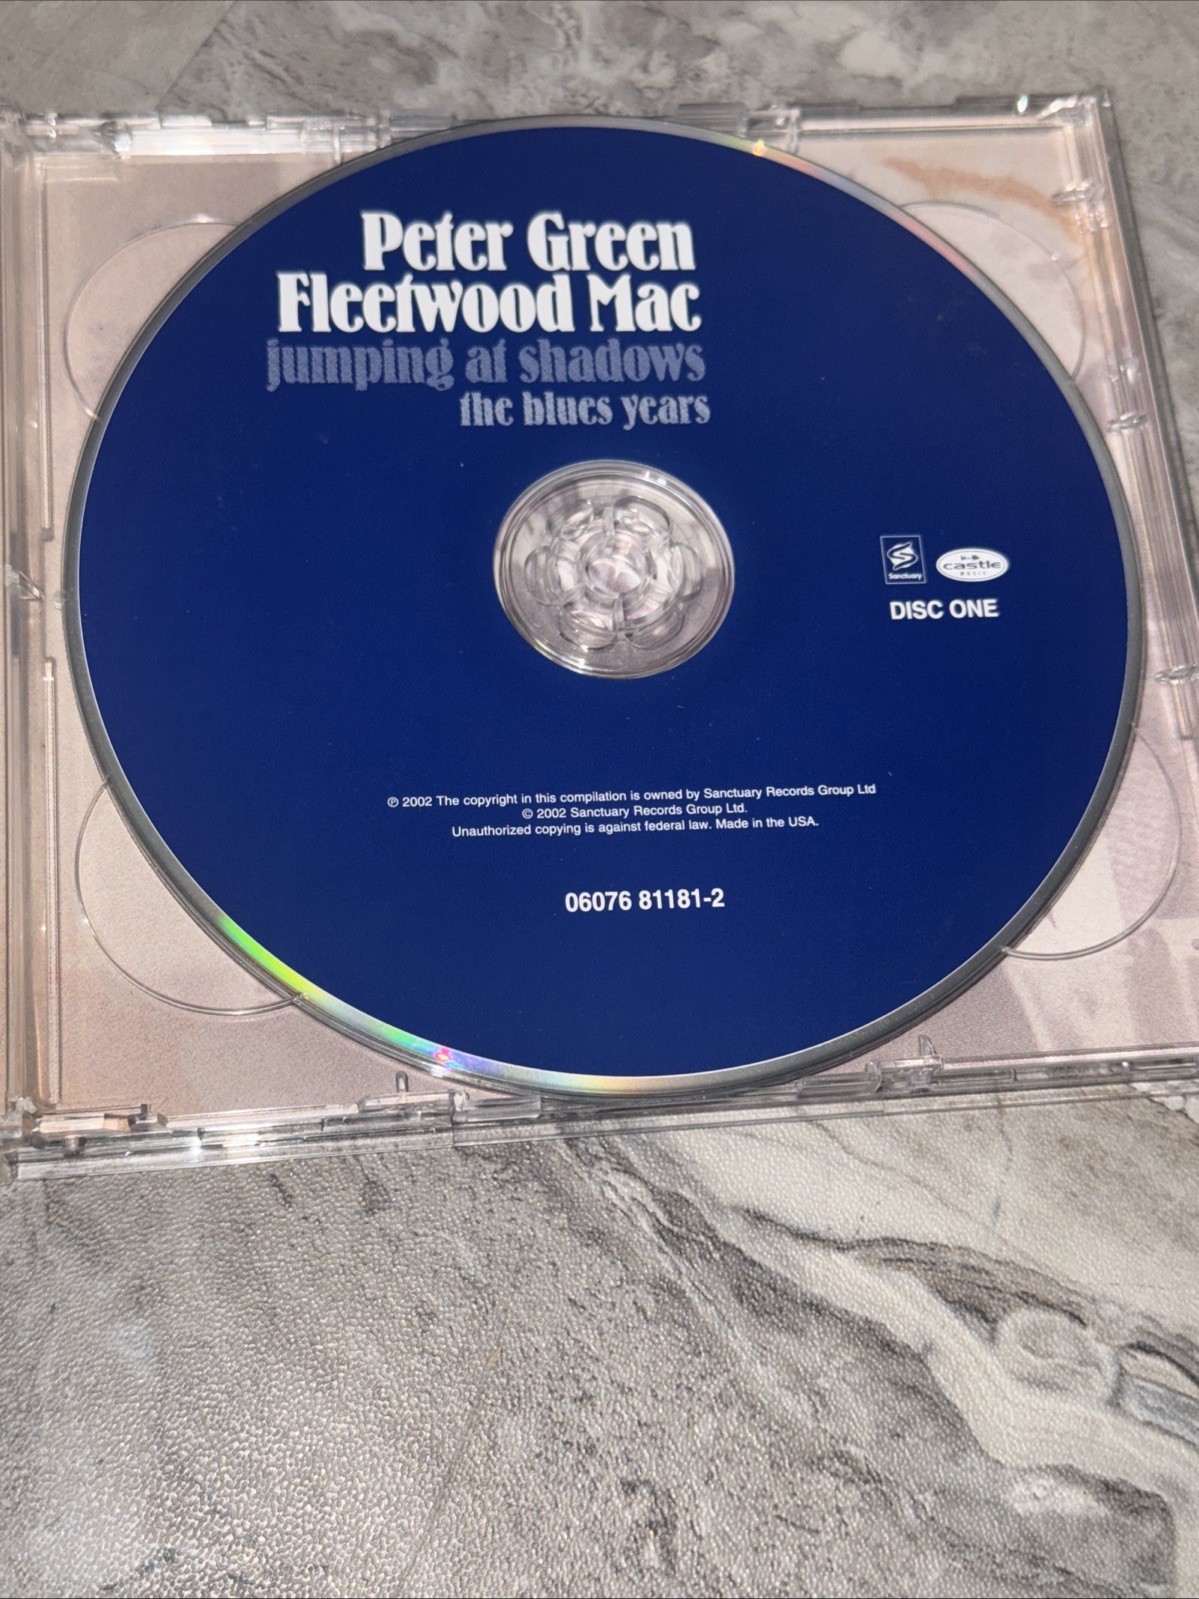 Peter Green
Fleetwood Mac
jumping at shadows
the blues years
Sanctuary
castle
MUSIC
DISC ONE
℗ 2002 The copyright in this compilation is owned by Sanctuary Records Group Ltd
© 2002 Sanctuary Records Group Ltd.
Unauthorized copying is against federal law. Made in the USA.
06076 81181-2